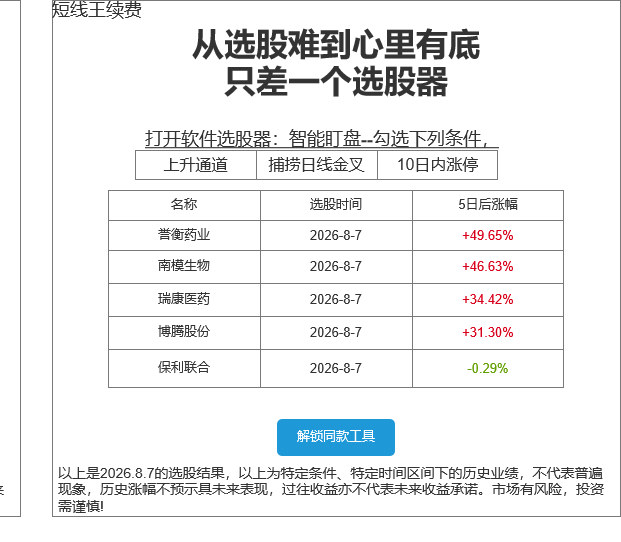 短线王续费
从选股难到心里有底
只差一个选股器
打开软件选股器：智能盯盘--勾选下列条件，
上升通道 捕捞日线金叉 10日内涨停
名称 选股时间 5日后涨幅
誉衡药业 2026-8-7 +49.65%
南模生物 2026-8-7 +46.63%
瑞康医药 2026-8-7 +34.42%
博腾股份 2026-8-7 +31.30%
保利联合 2026-8-7 -0.29%
解锁同款工具
以上是2026.8.7的选股结果，以上为特定条件、特定时间区间下的历史业绩，不代表普遍
现象，历史涨幅不预示具未来表现，过往收益亦不代表未来收益承诺。市场有风险，投资
需谨慎!